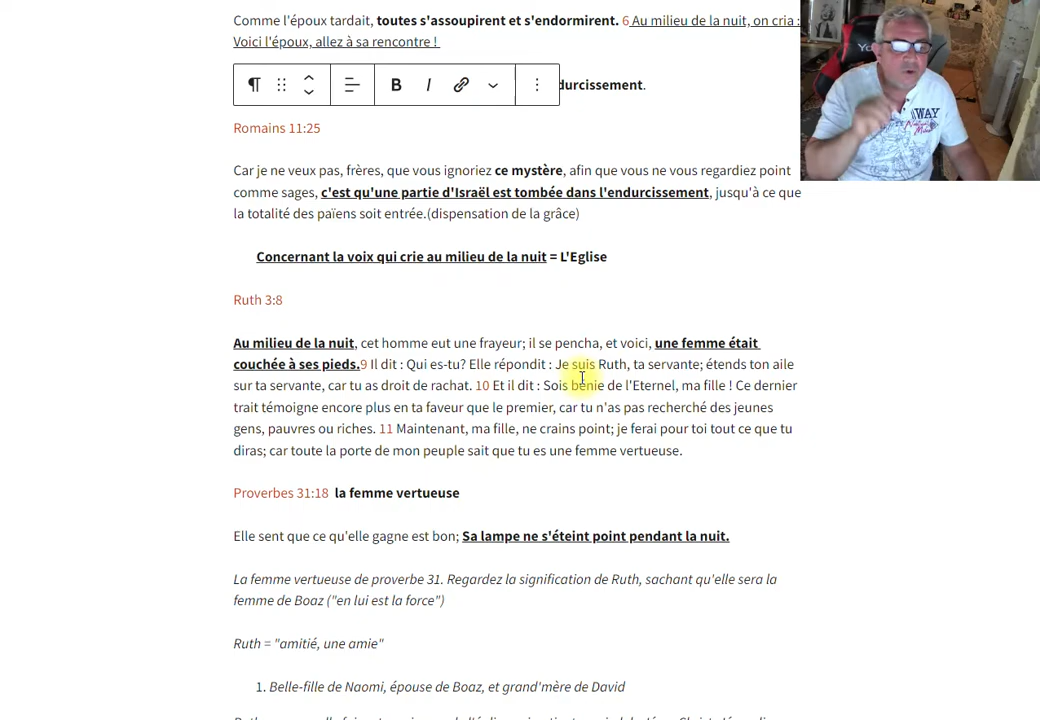 Comme l'époux tardait, toutes s'assoupirent et s'endormirent. 6 Au milieu de la nuit, on cria :
Voici l'époux, allez à sa rencontre !
durcissement.
Romains 11:25
Car je ne veux pas, frères, que vous ignoriez ce mystère, afin que vous ne vous regardiez point
comme sages, c'est qu'une partie d'Israël est tombée dans l'endurcissement, jusqu'à ce que
la totalité des païens soit entrée.(dispensation de la grâce)
Concernant la voix qui crie au milieu de la nuit = L'Eglise
Ruth 3:8
Au milieu de la nuit, cet homme eut une frayeur; il se pencha, et voici, une femme était
couchée à ses pieds.9 Il dit : Qui es-tu? Elle répondit : Je suis Ruth, ta servante; étends ton aile
sur ta servante, car tu as droit de rachat. 10 Et il dit : Sois bénie de l'Eternel, ma fille ! Ce dernier
trait témoigne encore plus en ta faveur que le premier, car tu n'as pas recherché des jeunes
gens, pauvres ou riches. 11 Maintenant, ma fille, ne crains point; je ferai pour toi tout ce que tu
diras; car toute la porte de mon peuple sait que tu es une femme vertueuse.
Proverbes 31:18 la femme vertueuse
Elle sent que ce qu'elle gagne est bon; Sa lampe ne s'éteint point pendant la nuit.
La femme vertueuse de proverbe 31. Regardez la signification de Ruth, sachant qu'elle sera la
femme de Boaz ("en lui est la force")
Ruth = "amitié, une amie"
1. Belle-fille de Naomi, épouse de Boaz, et grand'mère de David
B I
WAY